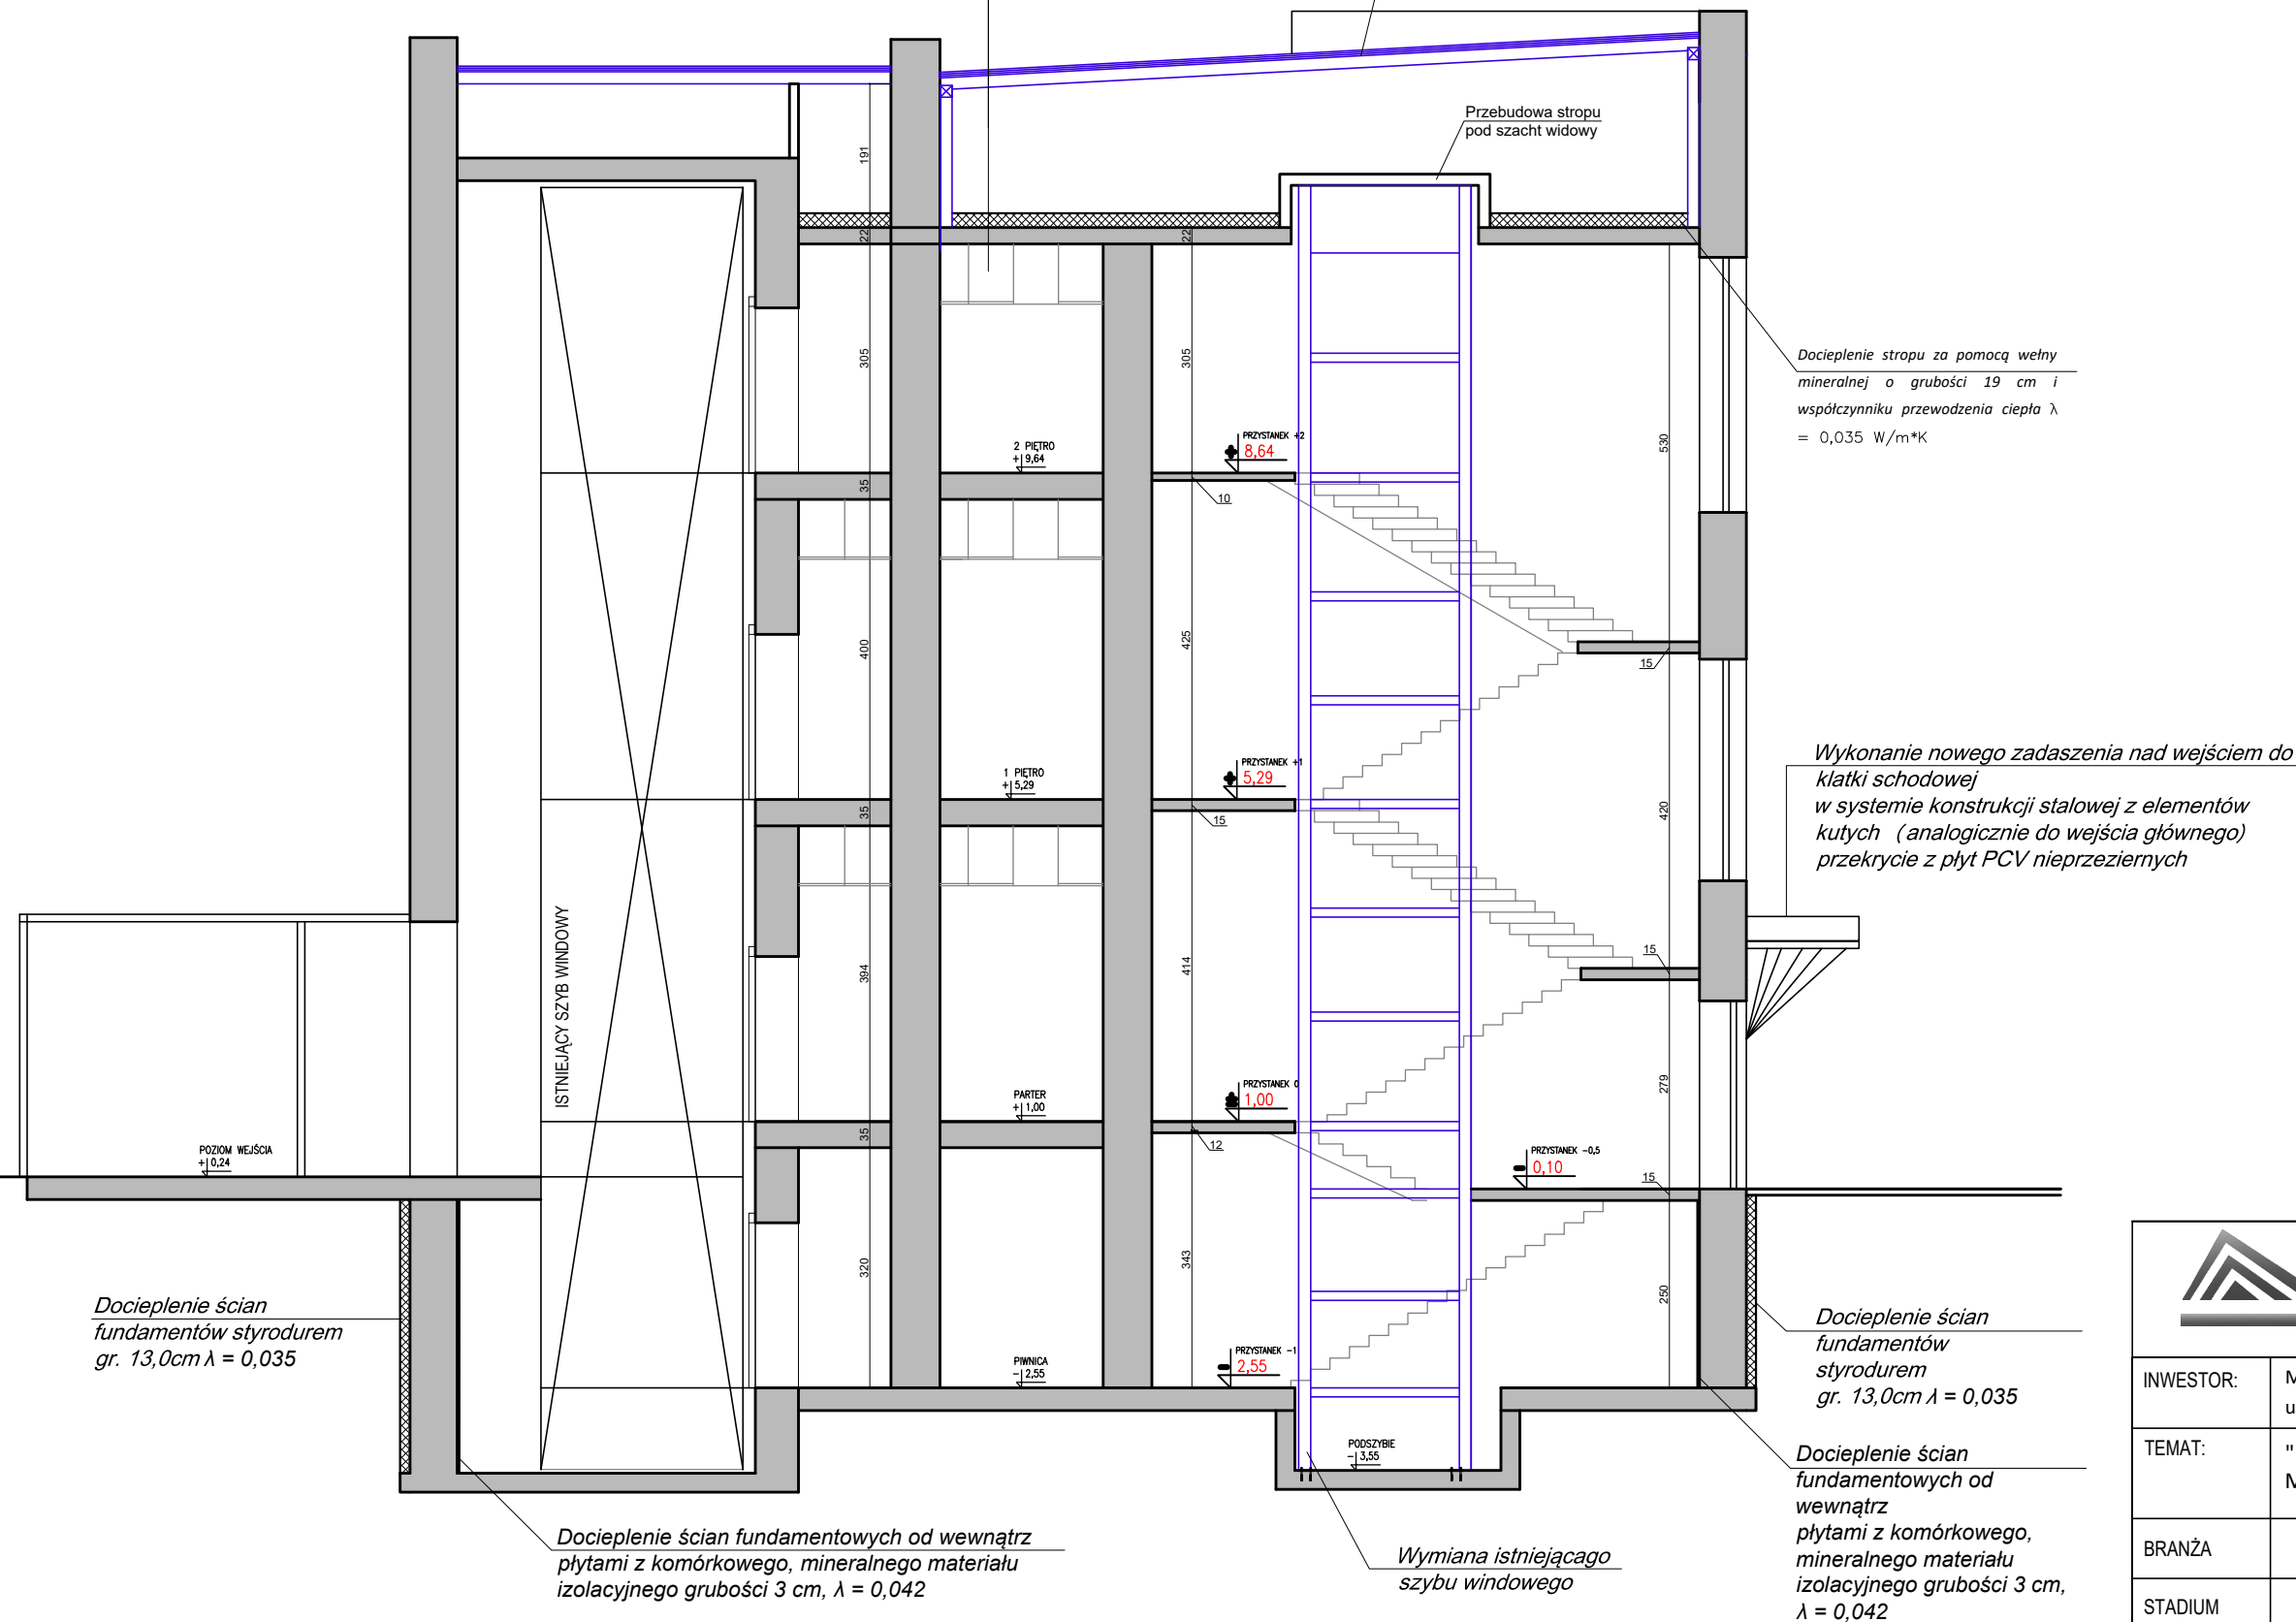 Przebudowa stropu
pod szacht widowy
191
22
22
305
305
530
Docieplenie stropu za pomocą wełny
mineralnej o grubości 19 cm i
współczynniku przewodzenia ciepła λ
= 0,035 W/m*K
2 PIĘTRO
+ 9,64
PRZYSTANEK +2
8,64
35
10
400
425
15
Wykonanie nowego zadaszenia nad wejściem do
klatki schodowej
w systemie konstrukcji stalowej z elementów
kutych (analogicznie do wejścia głównego)
przekrycie z płyt PCV nieprzeziernych
1 PIĘTRO
+ 5,29
PRZYSTANEK +1
5,29
35
15
420
ISTNIEJĄCY SZYB WINDOWY
394
414
15
279
PARTER
+ 1,00
PRZYSTANEK 0
1,00
35
12
POZIOM WEJŚCIA
+ 0,24
PRZYSTANEK -0,5
0,10
15
320
343
250
Docieplenie ścian
fundamentów styrodurem
gr. 13,0cm λ = 0,035
PIWNICA
- 2,55
PRZYSTANEK -1
2,55
Docieplenie ścian
fundamentów
styrodurem
gr. 13,0cm λ = 0,035
PODSZYBIE
- 3,55
Docieplenie ścian fundamentowych od wewnątrz
płytami z komórkowego, mineralnego materiału
izolacyjnego grubości 3 cm, λ = 0,042
Wymiana istniejącago
szybu windowego
Docieplenie ścian
fundamentowych od
wewnątrz
płytami z komórkowego,
mineralnego materiału
izolacyjnego grubości 3 cm,
λ = 0,042
INWESTOR:
M
u
TEMAT:
"
M
BRANŻA
STADIUM